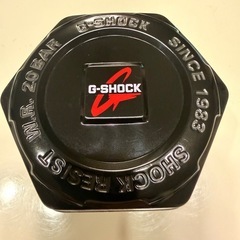 G-SHOCK
SINCE 1983
SHOCK RESIST
W.R. 20BAR
G-SHOCK